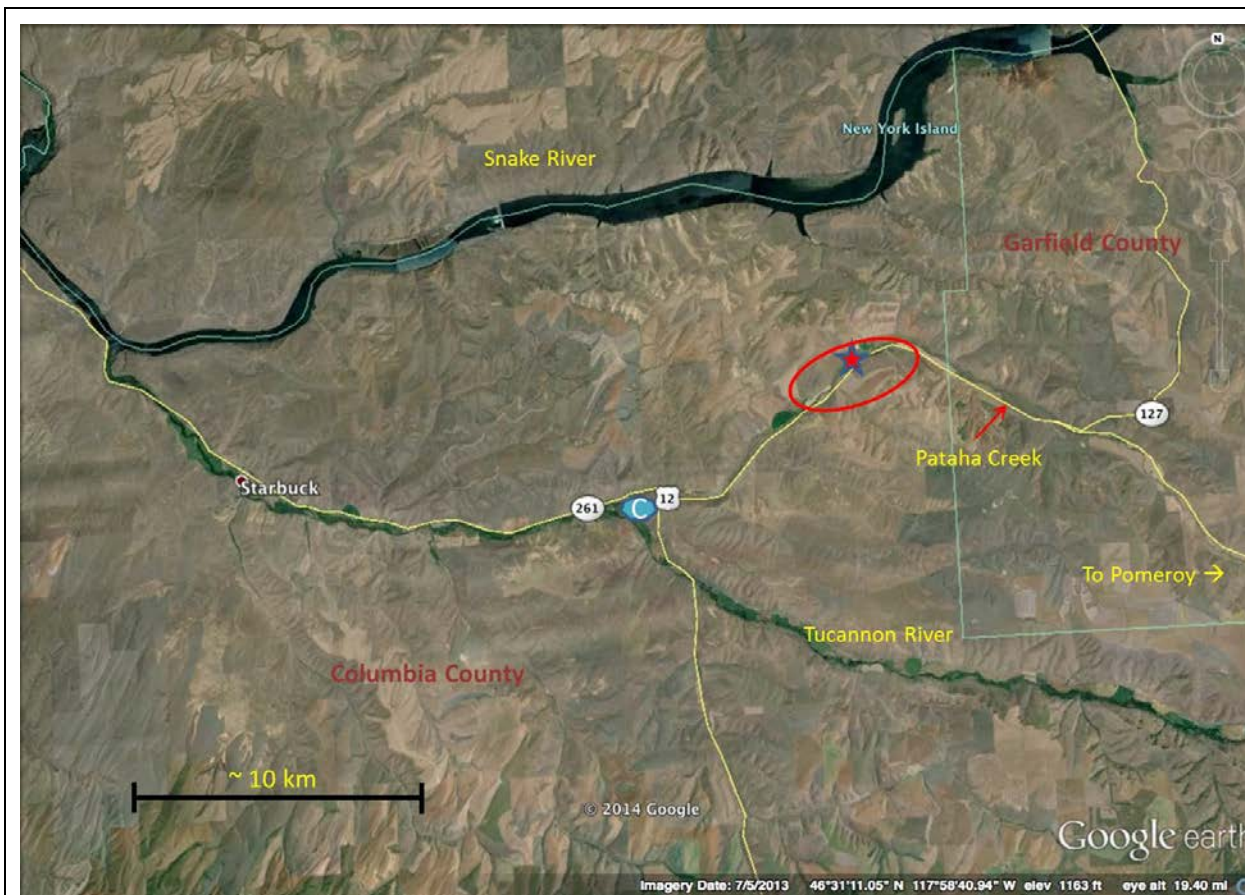 N
New York Island
Snake River
Garfield County
127
Pataha Creek
Starbuck
261
C
12
To Pomeroy →
Tucannon River
Columbia County
~ 10 km
© 2014 Google
Google earth
Imagery Date: 7/5/2013 46°31'11.05" N 117°58'40.94" W elev 1163 ft eye alt 19.40 mi